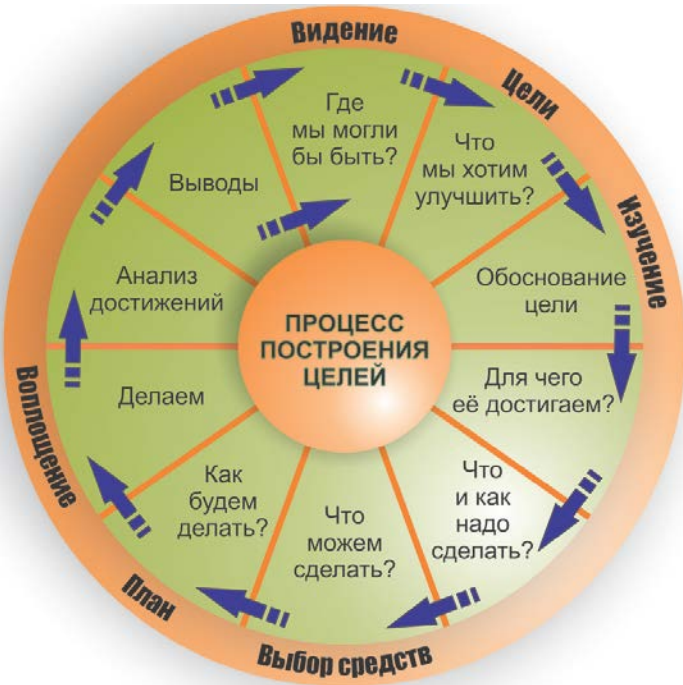 Видение
Цели
Изучение
Выбор средств
План
Воплощение
Где
мы могли
бы быть?
Что
мы хотим
улучшить?
Обоснование
цели
Для чего
её достигаем?
Что
и как
надо
сделать?
Что
можем
сделать?
Как
будем
делать?
Делаем
Анализ
достижений
Выводы
ПРОЦЕСС
ПОСТРОЕНИЯ
ЦЕЛЕЙ